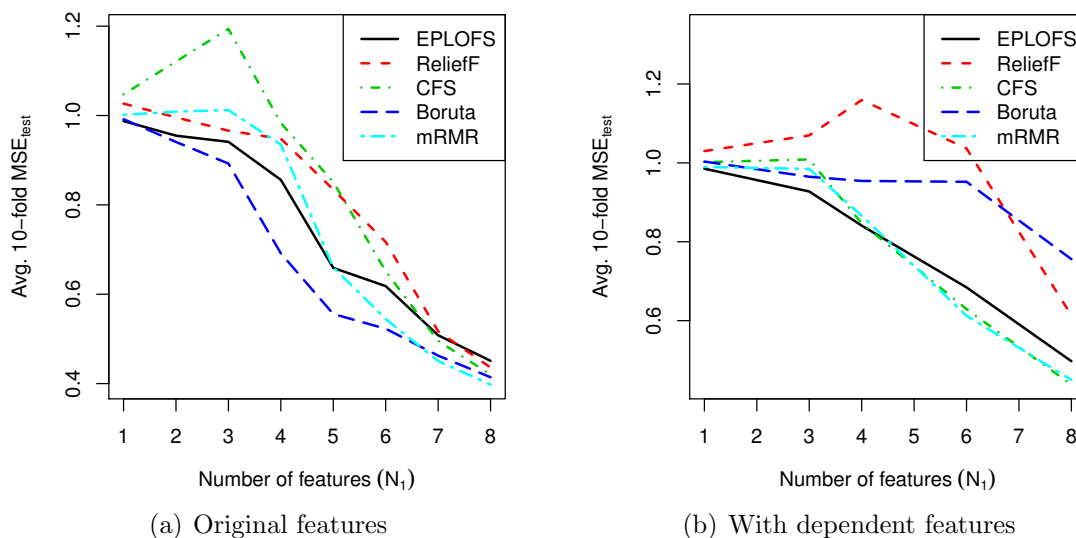 1.2
1.0
0.8
0.6
0.4
Avg. 10-fold MSE_test
EPLOFS
ReliefF
CFS
Boruta
mRMR
1 2 3 4 5 6 7 8
Number of features (N₁)
(a) Original features
1.2
1.0
0.8
0.6
Avg. 10-fold MSE_test
EPLOFS
ReliefF
CFS
Boruta
mRMR
1 2 3 4 5 6 7 8
Number of features (N₁)
(b) With dependent features